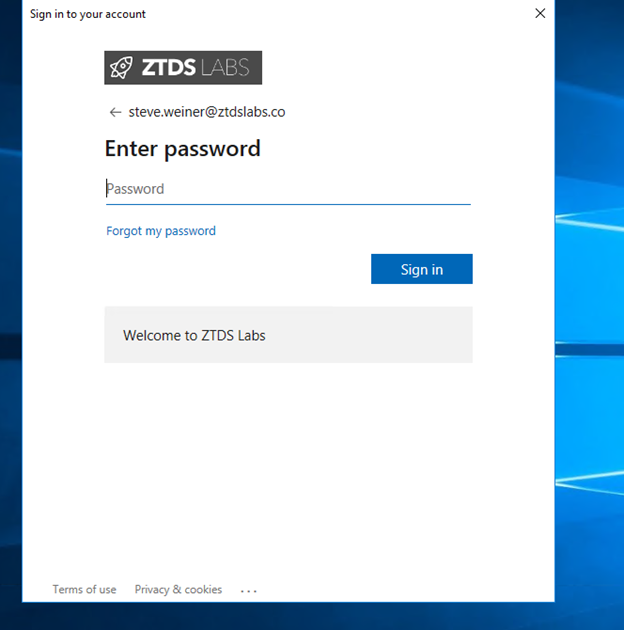 Sign in to your account
ZTDS LABS
steve.weiner@ztdslabs.co
Enter password
Password
Forgot my password
Sign in
Welcome to ZTDS Labs
Terms of use Privacy & cookies ...